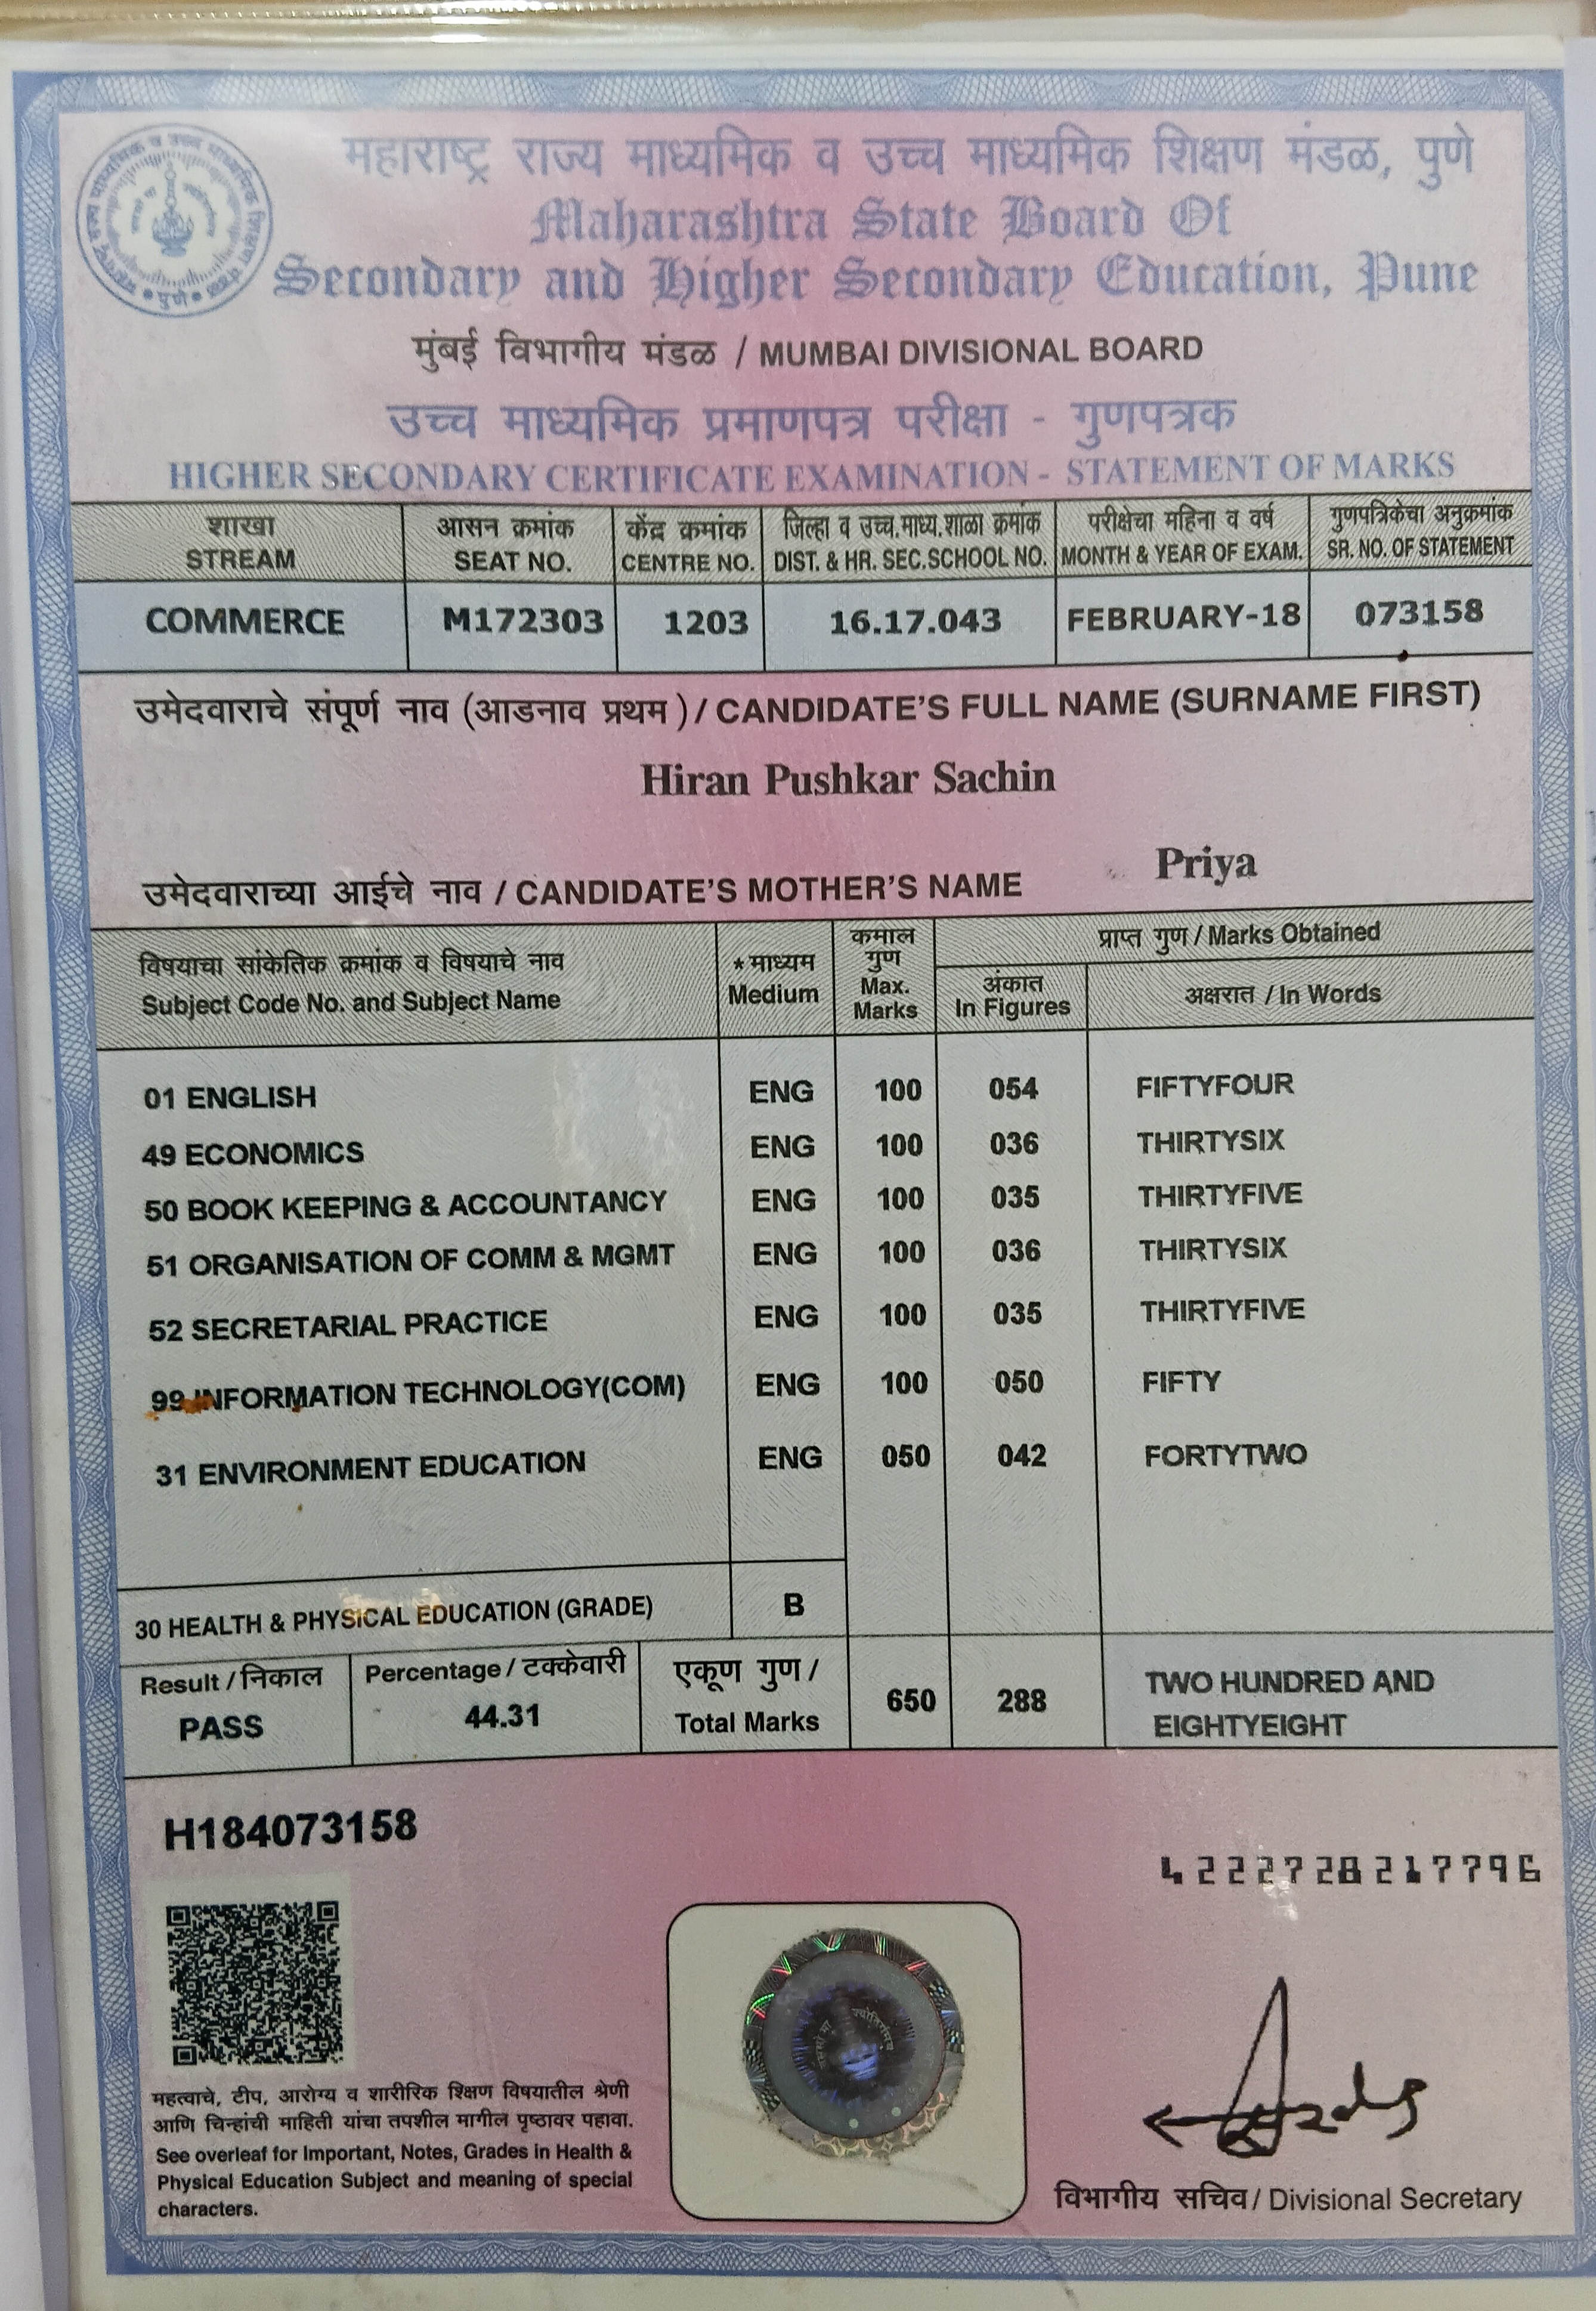 महाराष्ट्र राज्य माध्यमिक व उच्च माध्यमिक शिक्षण मंडळ, पुणे
Maharashtra State Board Of
Secondary and Higher Secondary Education, Pune
मुंबई विभागीय मंडळ / MUMBAI DIVISIONAL BOARD
उच्च माध्यमिक प्रमाणपत्र परीक्षा - गुणपत्रक
HIGHER SECONDARY CERTIFICATE EXAMINATION - STATEMENT OF MARKS
शाखा आसन क्रमांक केंद्र क्रमांक जिल्हा व उच्च.माध्य.शाळा क्रमांक परीक्षेचा महिना व वर्ष गुणपत्रिकेचा अनुक्रमांक
STREAM SEAT NO. CENTRE NO. DIST. & HR. SEC.SCHOOL NO. MONTH & YEAR OF EXAM. SR. NO. OF STATEMENT
COMMERCE M172303 1203 16.17.043 FEBRUARY-18 073158
उमेदवाराचे संपूर्ण नाव (आडनाव प्रथम) / CANDIDATE'S FULL NAME (SURNAME FIRST)
Hiran Pushkar Sachin
उमेदवाराच्या आईचे नाव / CANDIDATE'S MOTHER'S NAME Priya
विषयाचा सांकेतिक क्रमांक व विषयाचे नाव *माध्यम कमाल गुण प्राप्त गुण / Marks Obtained
Subject Code No. and Subject Name Medium Max. Marks अंकात In Figures अक्षरात / In Words
01 ENGLISH ENG 100 054 FIFTYFOUR
49 ECONOMICS ENG 100 036 THIRTYSIX
50 BOOK KEEPING & ACCOUNTANCY ENG 100 035 THIRTYFIVE
51 ORGANISATION OF COMM & MGMT ENG 100 036 THIRTYSIX
52 SECRETARIAL PRACTICE ENG 100 035 THIRTYFIVE
99 INFORMATION TECHNOLOGY(COM) ENG 100 050 FIFTY
31 ENVIRONMENT EDUCATION ENG 050 042 FORTYTWO
30 HEALTH & PHYSICAL EDUCATION (GRADE) B
Result / निकाल Percentage / टक्केवारी एकूण गुण /
PASS 44.31 Total Marks 650 288 TWO HUNDRED AND
EIGHTYEIGHT
H184073158
4222728217796
महत्वाचे, टीप, आरोग्य व शारीरिक शिक्षण विषयातील श्रेणी
आणि चिन्हांची माहिती यांचा तपशील मागील पृष्ठावर पहावा.
See overleaf for Important, Notes, Grades in Health &
Physical Education Subject and meaning of special
characters.
विभागीय सचिव / Divisional Secretary